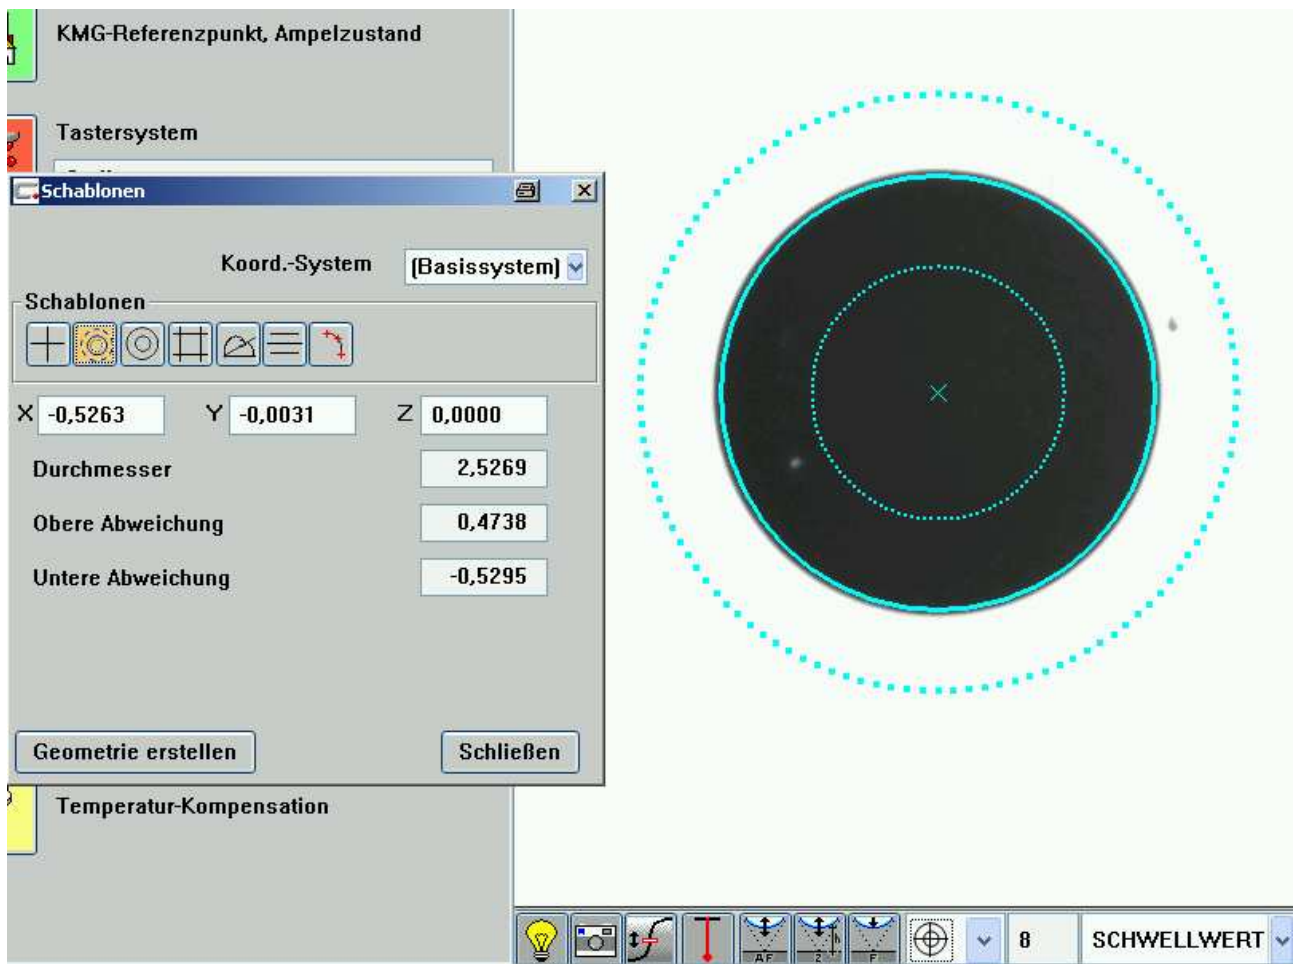 KMG-Referenzpunkt, Ampelzustand
Tastersystem
Schablonen
Koord.-System (Basissystem)
Schablonen
X -0,5263 Y -0,0031 Z 0,0000
Durchmesser 2,5269
Obere Abweichung 0,4738
Untere Abweichung -0,5295
Geometrie erstellen Schließen
Temperatur-Kompensation
AF Z F 8 SCHWELLWERT